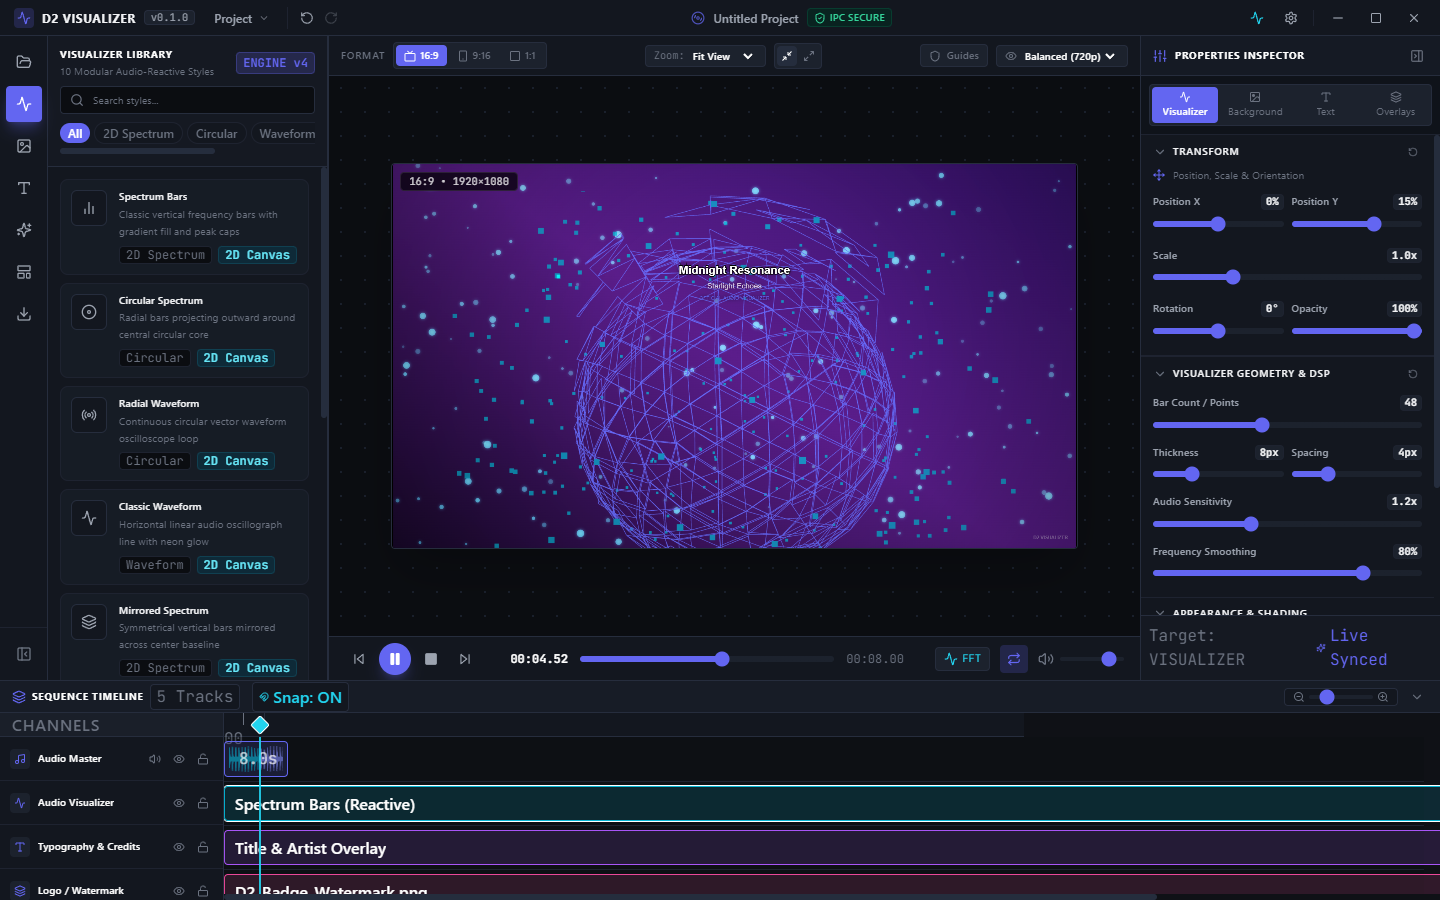 D2 VISUALIZER v0.1.0 Project Untitled Project IPC SECURE
VISUALIZER LIBRARY
10 Modular Audio-Reactive Styles
ENGINE v4
Search styles...
All 2D Spectrum Circular Waveform
Spectrum Bars
Classic vertical frequency bars with
gradient fill and peak caps
2D Spectrum 2D Canvas
Circular Spectrum
Radial bars projecting outward around
central circular core
Circular 2D Canvas
Radial Waveform
Continuous circular vector waveform
oscilloscope loop
Circular 2D Canvas
Classic Waveform
Horizontal linear audio oscillograph
line with neon glow
Waveform 2D Canvas
Mirrored Spectrum
Symmetrical vertical bars mirrored
across center baseline
2D Spectrum 2D Canvas
FORMAT 16:9 9:16 1:1 Zoom: Fit View Guides Balanced (720p)
16:9 • 1920×1080
Midnight Resonance
Starlight Echoes
00:04.52 00:08.00 FFT
PROPERTIES INSPECTOR
Visualizer Background Text Overlays
TRANSFORM
Position, Scale & Orientation
Position X 0% Position Y 15%
Scale 1.0x
Rotation 0° Opacity 100%
VISUALIZER GEOMETRY & DSP
Bar Count / Points 48
Thickness 8px Spacing 4px
Audio Sensitivity 1.2x
Frequency Smoothing 80%
APPEARANCE & SHADING
Target:
VISUALIZER
Live
Synced
SEQUENCE TIMELINE 5 Tracks Snap: ON
CHANNELS
00
Audio Master 8.0s
Audio Visualizer Spectrum Bars (Reactive)
Typography & Credits Title & Artist Overlay
Logo / Watermark D2_Badge_Watermark.png